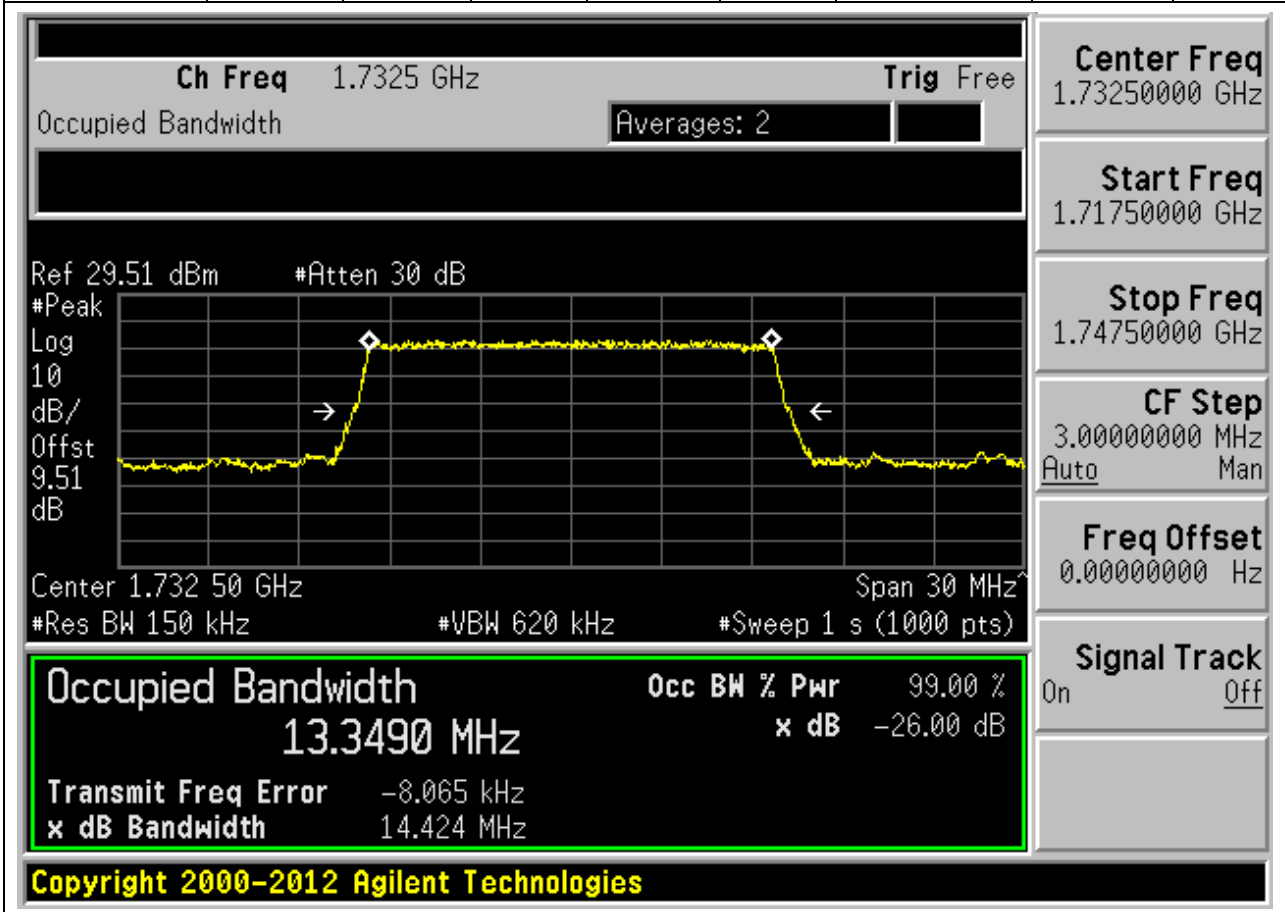 Ch Freq 1.7325 GHz Trig Free
Occupied Bandwidth Averages: 2
Ref 29.51 dBm #Atten 30 dB
#Peak
Log
10
dB/
Offst
9.51
dB
Center 1.732 50 GHz Span 30 MHz^
#Res BW 150 kHz #VBW 620 kHz #Sweep 1 s (1000 pts)
Occupied Bandwidth Occ BW % Pwr 99.00 %
13.3490 MHz x dB -26.00 dB
Transmit Freq Error -8.065 kHz
x dB Bandwidth 14.424 MHz
Copyright 2000-2012 Agilent Technologies
Center Freq
1.73250000 GHz
Start Freq
1.71750000 GHz
Stop Freq
1.74750000 GHz
CF Step
3.00000000 MHz
Auto Man
Freq Offset
0.00000000 Hz
Signal Track
On Off